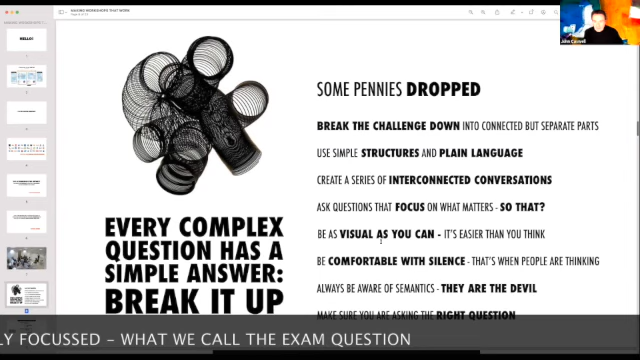 MAKING WORKSHOPS THAT WORK
HELLO!
John Caswell
SOME PENNIES DROPPED
BREAK THE CHALLENGE DOWN INTO CONNECTED BUT SEPARATE PARTS
USE SIMPLE STRUCTURES AND PLAIN LANGUAGE
CREATE A SERIES OF INTERCONNECTED CONVERSATIONS
ASK QUESTIONS THAT FOCUS ON WHAT MATTERS - SO THAT?
BE AS VISUAL AS YOU CAN - IT'S EASIER THAN YOU THINK
BE COMFORTABLE WITH SILENCE - THAT'S WHEN PEOPLE ARE THINKING
ALWAYS BE AWARE OF SEMANTICS - THEY ARE THE DEVIL
MAKE SURE YOU ARE ASKING THE RIGHT QUESTION
EVERY COMPLEX
QUESTION HAS A
SIMPLE ANSWER:
BREAK IT UP
LY FOCUSSED – WHAT WE CALL THE EXAM QUESTION